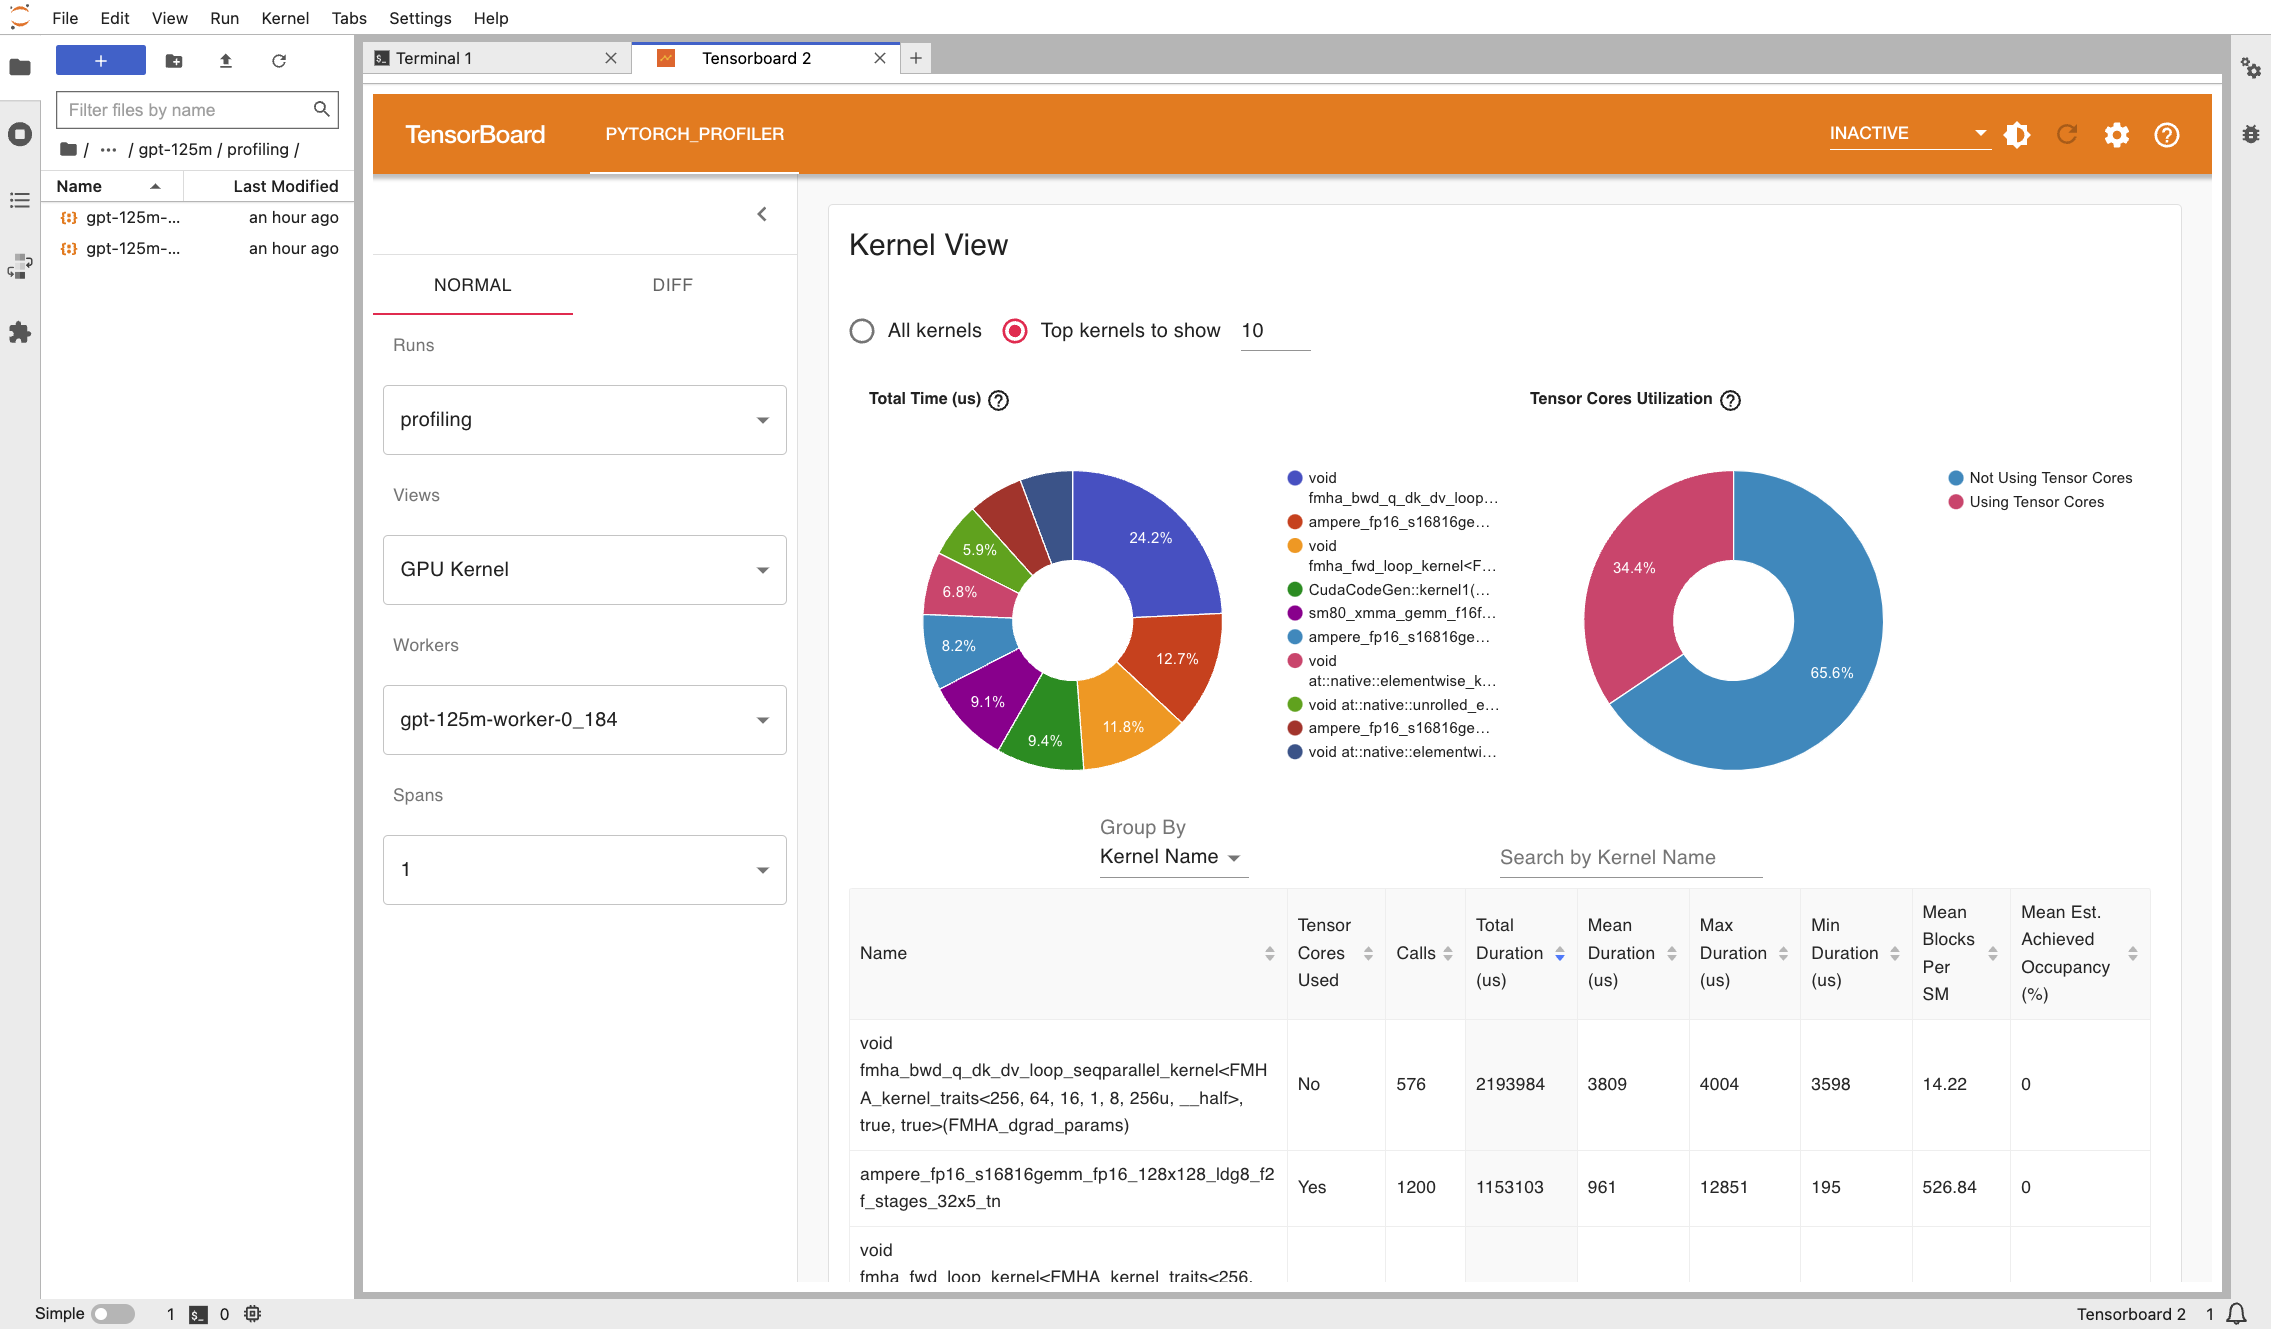 File Edit View Run Kernel Tabs Settings Help
Terminal 1
Tensorboard 2
Filter files by name
/ ··· / gpt-125m / profiling /
Name Last Modified
gpt-125m-... an hour ago
gpt-125m-... an hour ago
TensorBoard PYTORCH_PROFILER INACTIVE
NORMAL DIFF
Runs
profiling
Views
GPU Kernel
Workers
gpt-125m-worker-0_184
Spans
1
Kernel View
All kernels Top kernels to show 10
Total Time (us)
24.2%
12.7%
11.8%
9.4%
9.1%
8.2%
6.8%
5.9%
void
fmha_bwd_q_dk_dv_loop...
ampere_fp16_s16816ge...
void
fmha_fwd_loop_kernel<F...
CudaCodeGen::kernel1(...
sm80_xmma_gemm_f16f...
ampere_fp16_s16816ge...
void
at::native::elementwise_k...
void at::native::unrolled_e...
ampere_fp16_s16816ge...
void at::native::elementwi...
Tensor Cores Utilization
34.4%
65.6%
Not Using Tensor Cores
Using Tensor Cores
Group By
Kernel Name
Search by Kernel Name
Name
Tensor
Cores
Used
Calls
Total
Duration
(us)
Mean
Duration
(us)
Max
Duration
(us)
Min
Duration
(us)
Mean
Blocks
Per
SM
Mean Est.
Achieved
Occupancy
(%)
void
fmha_bwd_q_dk_dv_loop_seqparallel_kernel<FMH
A_kernel_traits<256, 64, 16, 1, 8, 256u, __half>,
true, true>(FMHA_dgrad_params)
No 576 2193984 3809 4004 3598 14.22 0
ampere_fp16_s16816gemm_fp16_128x128_ldg8_f2
f_stages_32x5_tn
Yes 1200 1153103 961 12851 195 526.84 0
void
fmha_fwd_loop_kernel<FMHA_kernel_traits<256,
Simple 1 0
Tensorboard 2 1